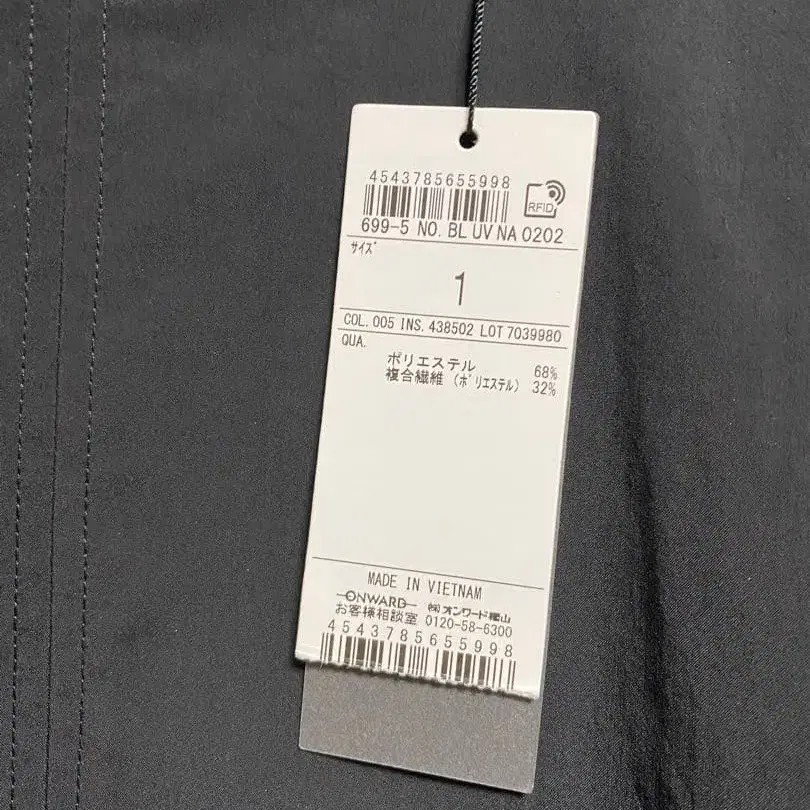 4543785655998
RFID
699-5 NO. BL UV NA 0202
サイズ
1
COL. 005 INS. 438502 LOT 7039980
QUA.
ポリエステル 68%
複合繊維 (ポリエステル) 32%
MADE IN VIETNAM
ONWARD ㈱オンワード樫山
お客様相談室 0120-58-6300
4543785655998